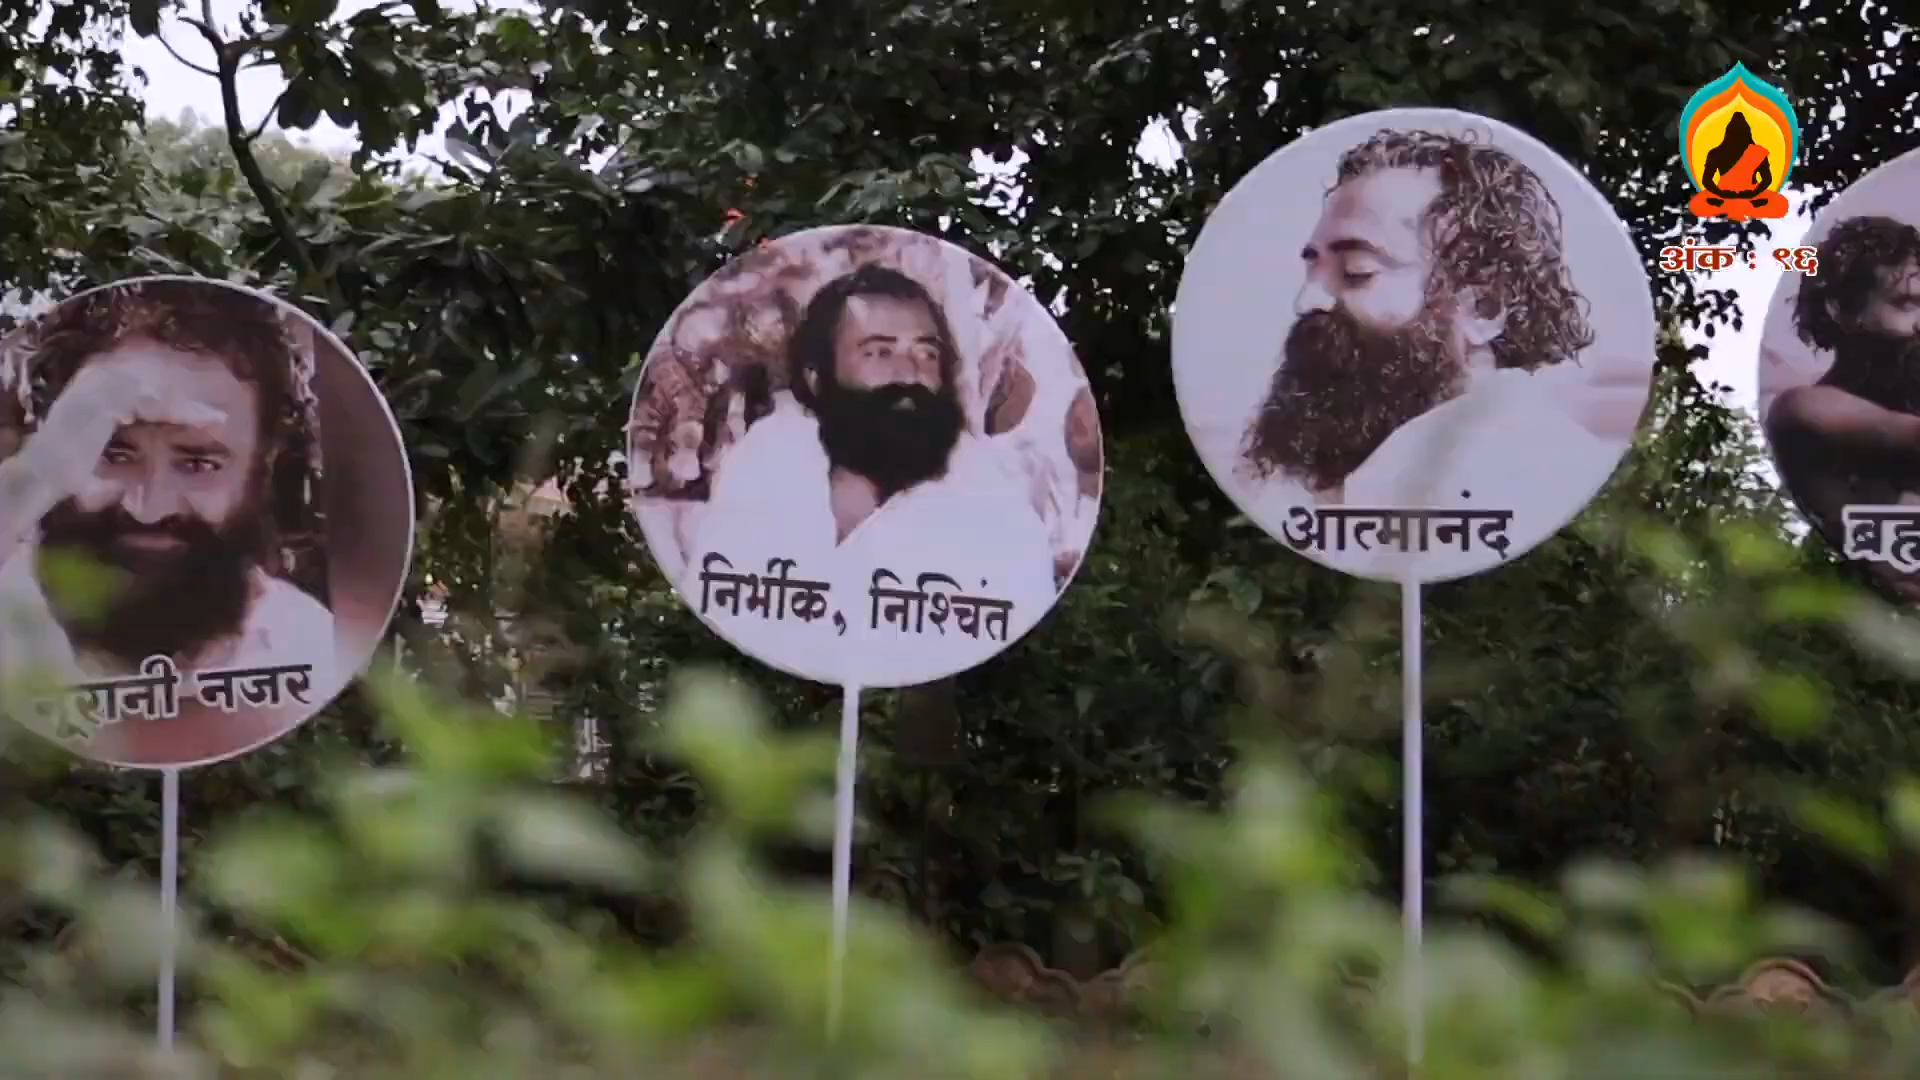 अंक : ९६
नूरानी नजर
निर्भीक, निश्चिंत
आत्मानंद